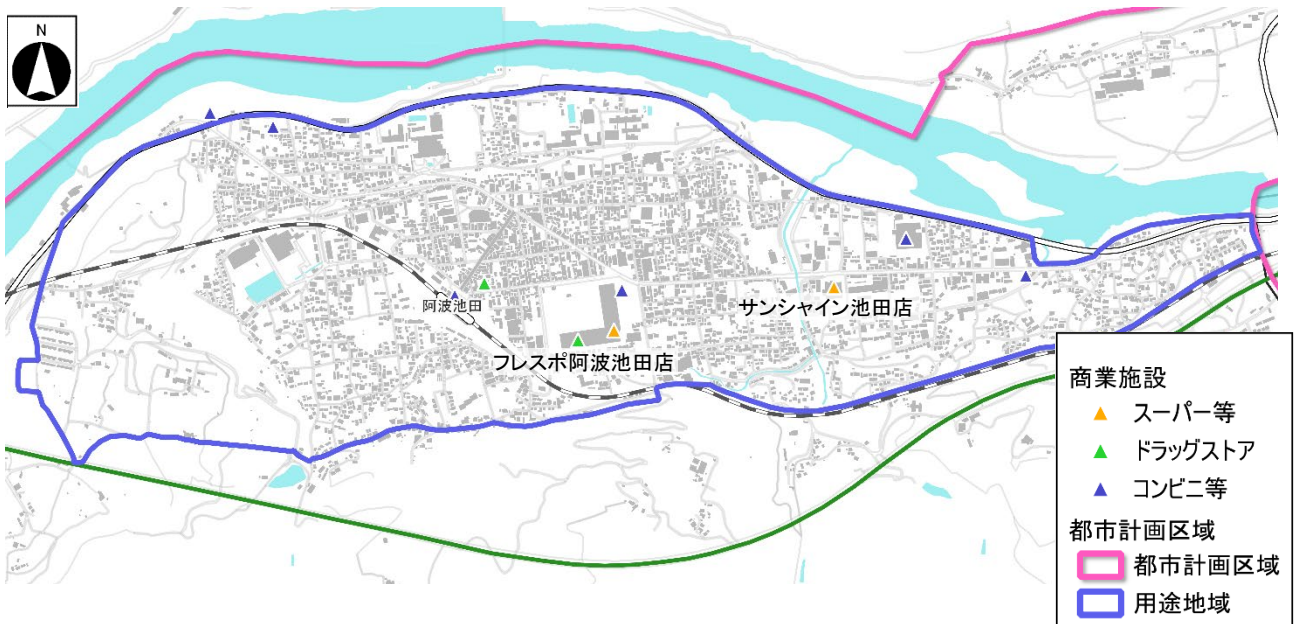 N
阿波池田
サンシャイン池田店
フレスポ阿波池田店
商業施設
スーパー等
ドラッグストア
コンビニ等
都市計画区域
都市計画区域
用途地域